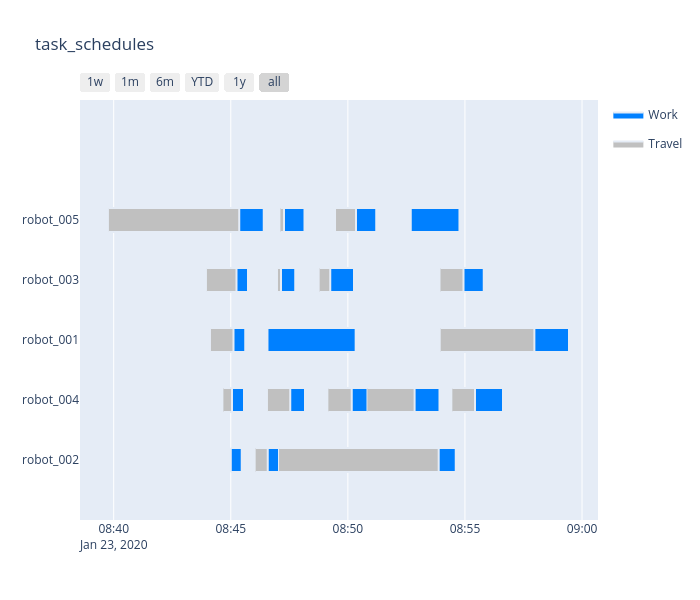 task_schedules
1w 1m 6m YTD 1y all
Work
Travel
robot_005
robot_003
robot_001
robot_004
robot_002
08:40 08:45 08:50 08:55 09:00
Jan 23, 2020